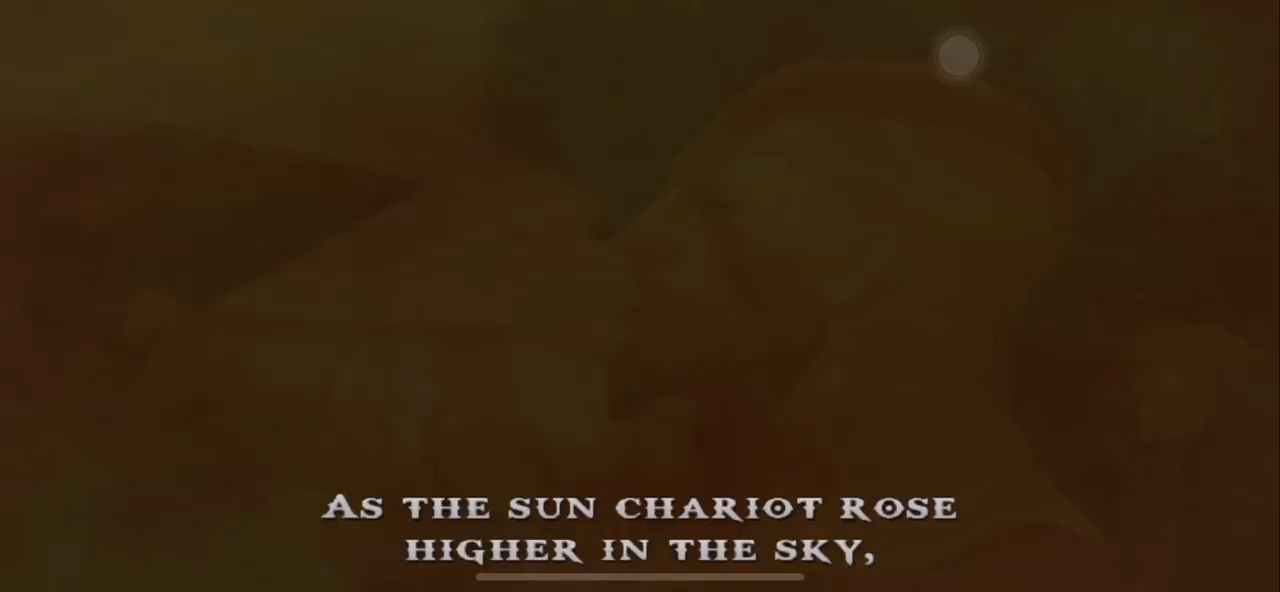 As the sun chariot rose
higher in the sky,